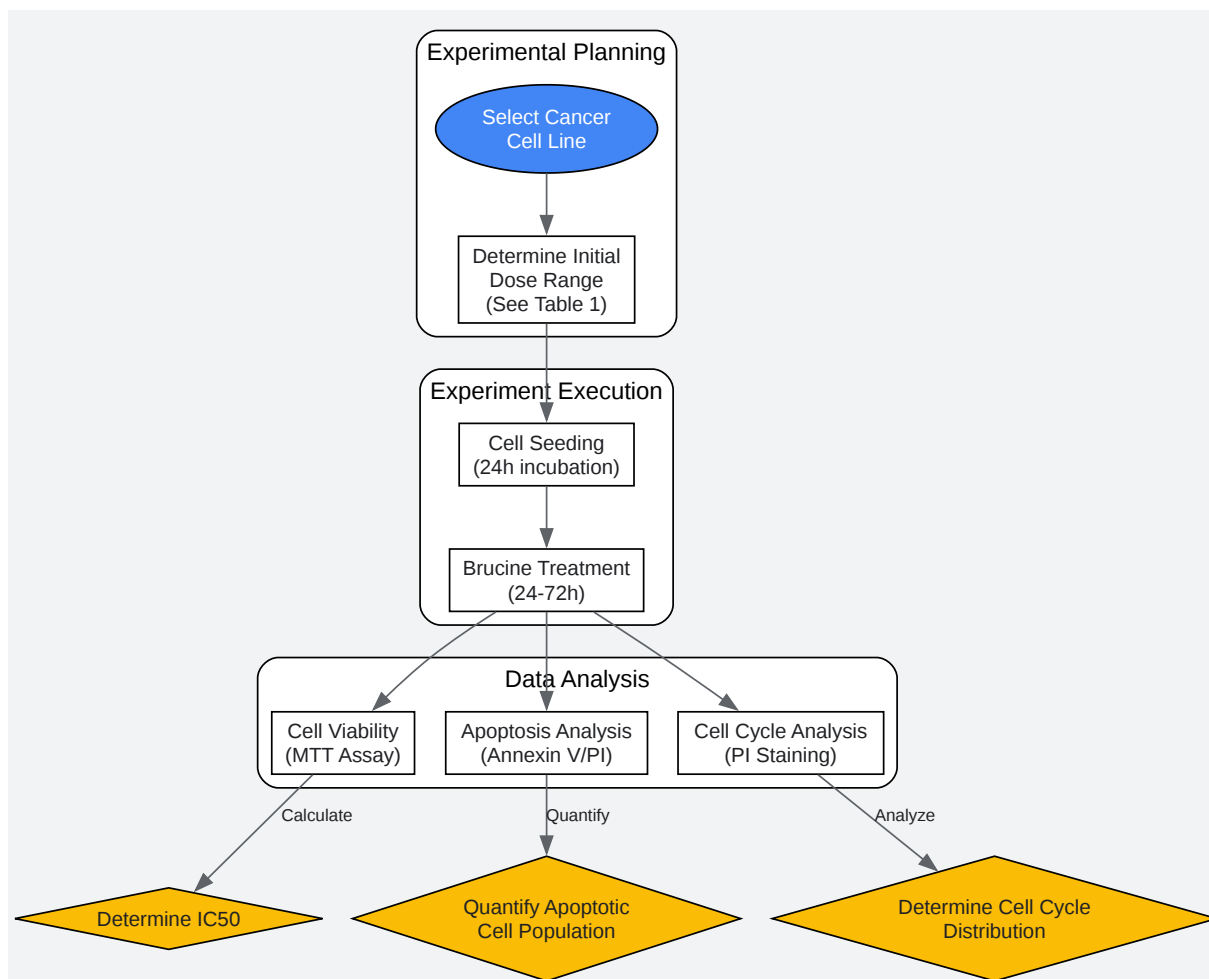 Experimental Planning
Select Cancer
Cell Line
Determine Initial
Dose Range
(See Table 1)
Experiment Execution
Cell Seeding
(24h incubation)
Brucine Treatment
(24-72h)
Data Analysis
Cell Viability
(MTT Assay)
Apoptosis Analysis
(Annexin V/PI)
Cell Cycle Analysis
(PI Staining)
Calculate
Quantify
Analyze
Determine IC50
Quantify Apoptotic
Cell Population
Determine Cell Cycle
Distribution